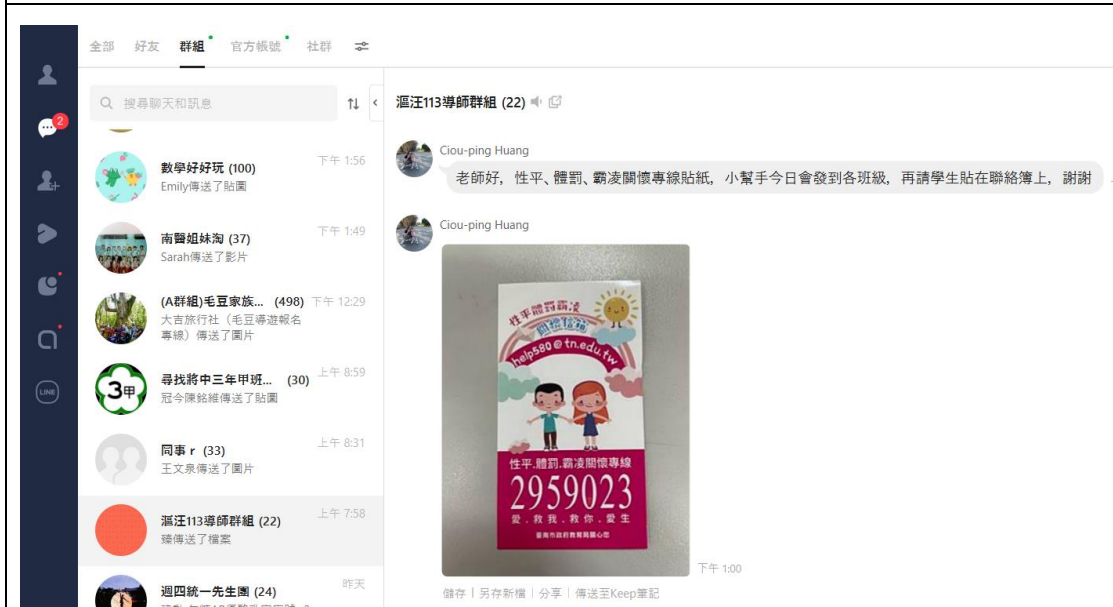 全部 好友 群組 官方帳號 社群
2
搜尋聊天和訊息
數學好好玩 (100) 下午 1:56
Emily傳送了貼圖
南醫姐妹淘 (37) 下午 1:49
Sarah傳送了影片
(A群組)毛豆家族... (498) 下午 12:29
大吉旅行社（毛豆導遊報名
專線）傳送了圖片
3甲
尋找將中三年甲班... (30) 上午 8:59
冠今陳銘維傳送了貼圖
同事 r (33) 上午 8:31
王文泉傳送了圖片
漚汪113導師群組 (22) 上午 7:58
臻傳送了檔案
週四統一先生團 (24) 昨天
LINE
漚汪113導師群組 (22)
Ciou-ping Huang
老師好，性平、體罰、霸凌關懷專線貼紙，小幫手今日會發到各班級，再請學生貼在聯絡簿上，謝謝
Ciou-ping Huang
性平體罰霸凌
關懷信箱
help580@tn.edu.tw
性平.體罰.霸凌關懷專線
2959023
愛．救我．救你．愛生
臺南市政府教育局關心您
下午 1:00
儲存 | 另存新檔 | 分享 | 傳送至Keep筆記